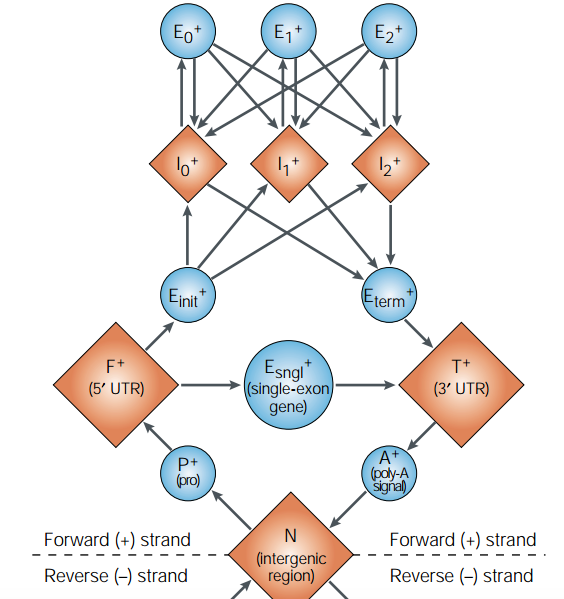 E0+
E1+
E2+
I0+
I1+
I2+
Einit+
Eterm+
F+
(5′ UTR)
Esngl+
(single-exon
gene)
T+
(3′ UTR)
P+
(pro)
A+
(poly-A
signal)
N
(intergenic
region)
Forward (+) strand
Forward (+) strand
Reverse (–) strand
Reverse (–) strand